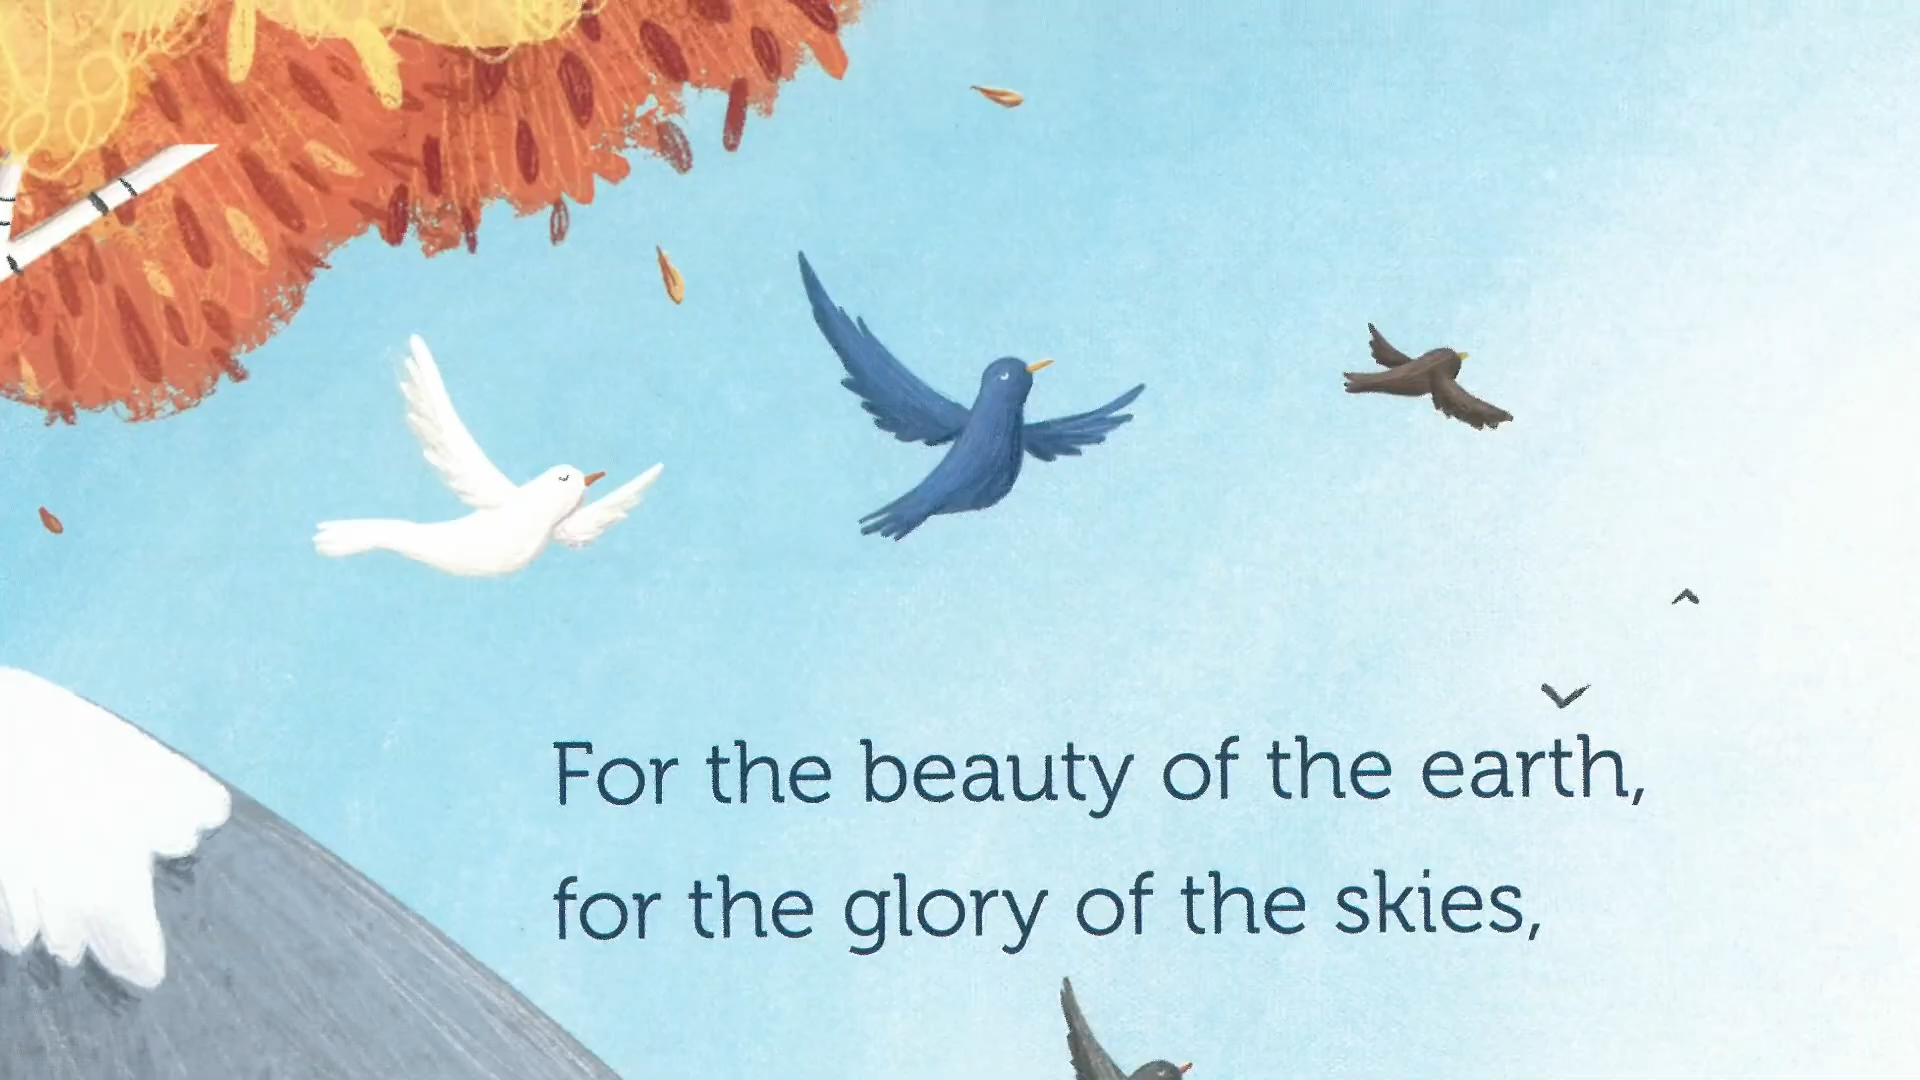 For the beauty of the earth,
for the glory of the skies,